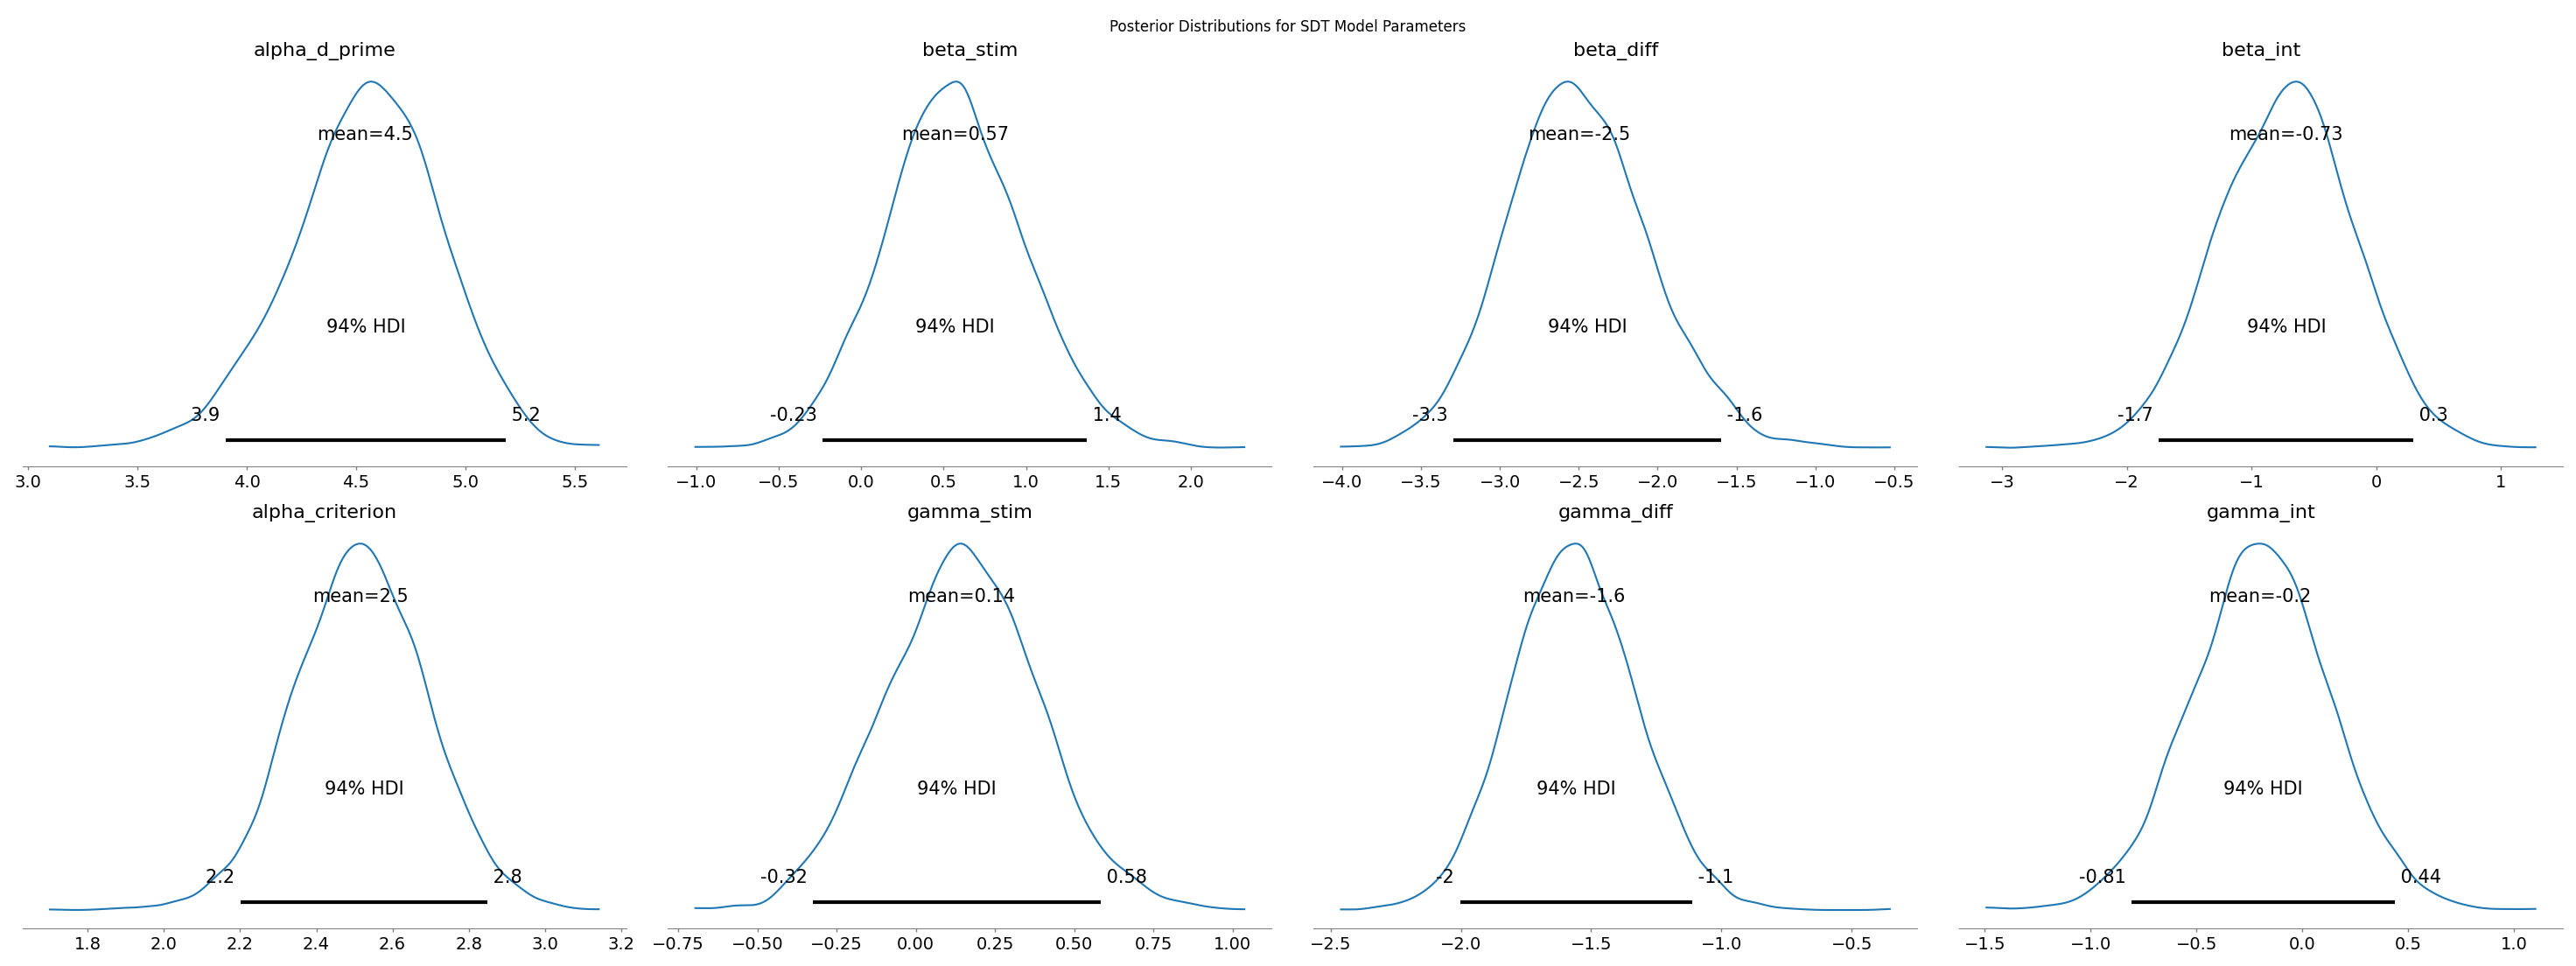 Posterior Distributions for SDT Model Parameters
alpha_d_prime beta_stim beta_diff beta_int
mean=4.5 mean=0.57 mean=-2.5 mean=-0.73
94% HDI 94% HDI 94% HDI 94% HDI
3.9 5.2 -0.23 1.4 -3.3 -1.6 -1.7 0.3
3.0 3.5 4.0 4.5 5.0 5.5 −1.0 −0.5 0.0 0.5 1.0 1.5 2.0 −4.0 −3.5 −3.0 −2.5 −2.0 −1.5 −1.0 −0.5 −3 −2 −1 0 1
alpha_criterion gamma_stim gamma_diff gamma_int
mean=2.5 mean=0.14 mean=-1.6 mean=-0.2
94% HDI 94% HDI 94% HDI 94% HDI
2.2 2.8 -0.32 0.58 -2 -1.1 -0.81 0.44
1.8 2.0 2.2 2.4 2.6 2.8 3.0 3.2 −0.75 −0.50 −0.25 0.00 0.25 0.50 0.75 1.00 −2.5 −2.0 −1.5 −1.0 −0.5 −1.5 −1.0 −0.5 0.0 0.5 1.0